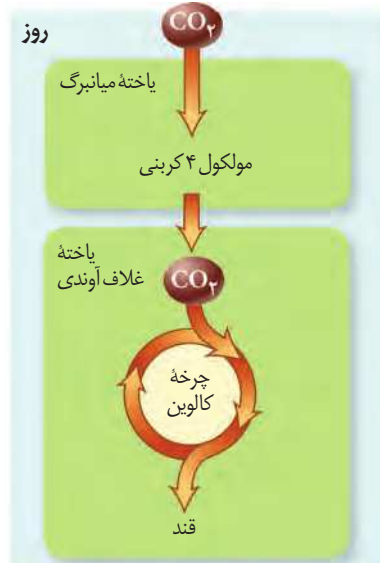 روز
CO۲
یاختهٔ میانبرگ
مولکول ۴ کربنی
یاختهٔ
غلاف آوندی
CO۲
چرخهٔ
کالوین
قند